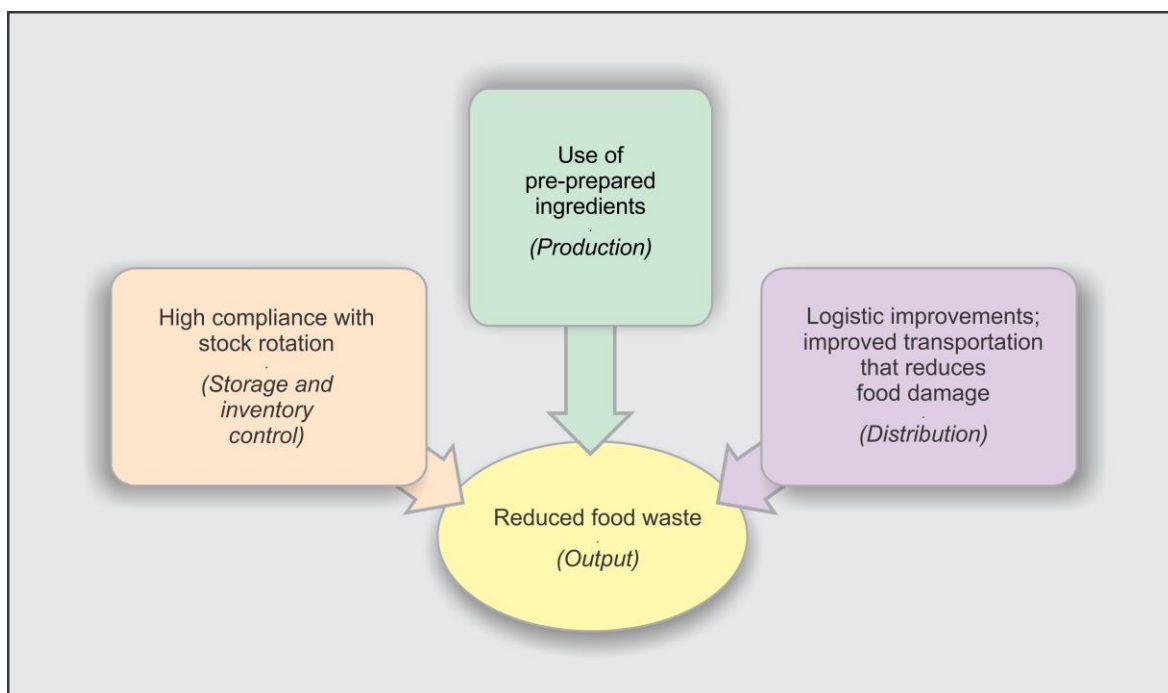 Use of
pre-prepared
ingredients
.
(Production)
High compliance with
stock rotation
.
(Storage and
inventory
control)
Logistic improvements;
improved transportation
that reduces
food damage
.
(Distribution)
Reduced food waste
.
(Output)